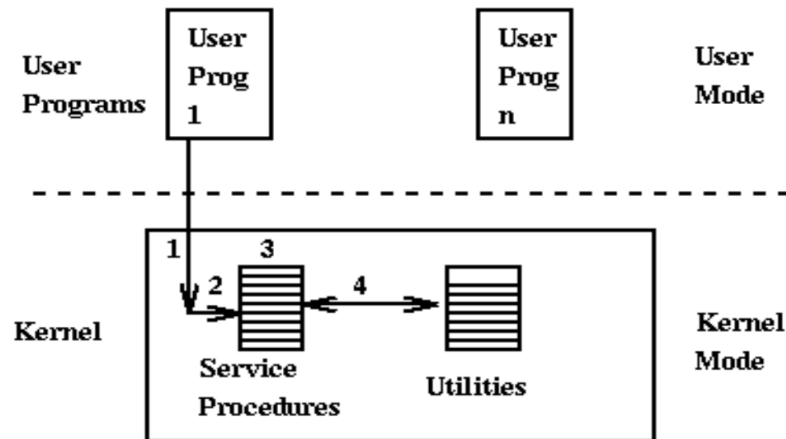 User
Programs
User
Prog
1
User
Prog
n
User
Mode
1
2
3
4
Kernel
Service
Procedures
Utilities
Kernel
Mode